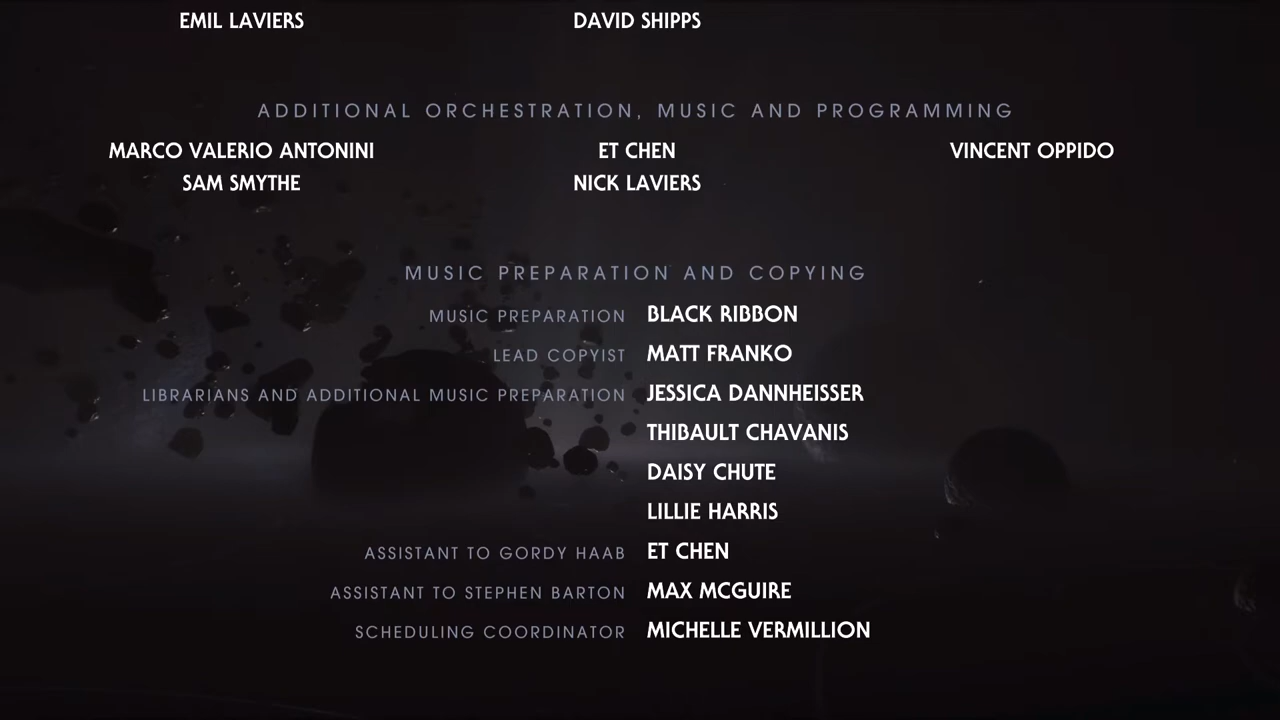 EMIL LAVIERS DAVID SHIPPS
ADDITIONAL ORCHESTRATION, MUSIC AND PROGRAMMING
MARCO VALERIO ANTONINI ET CHEN VINCENT OPPIDO
SAM SMYTHE NICK LAVIERS
MUSIC PREPARATION AND COPYING
MUSIC PREPARATION BLACK RIBBON
LEAD COPYIST MATT FRANKO
LIBRARIANS AND ADDITIONAL MUSIC PREPARATION JESSICA DANNHEISSER
THIBAULT CHAVANIS
DAISY CHUTE
LILLIE HARRIS
ASSISTANT TO GORDY HAAB ET CHEN
ASSISTANT TO STEPHEN BARTON MAX MCGUIRE
SCHEDULING COORDINATOR MICHELLE VERMILLION